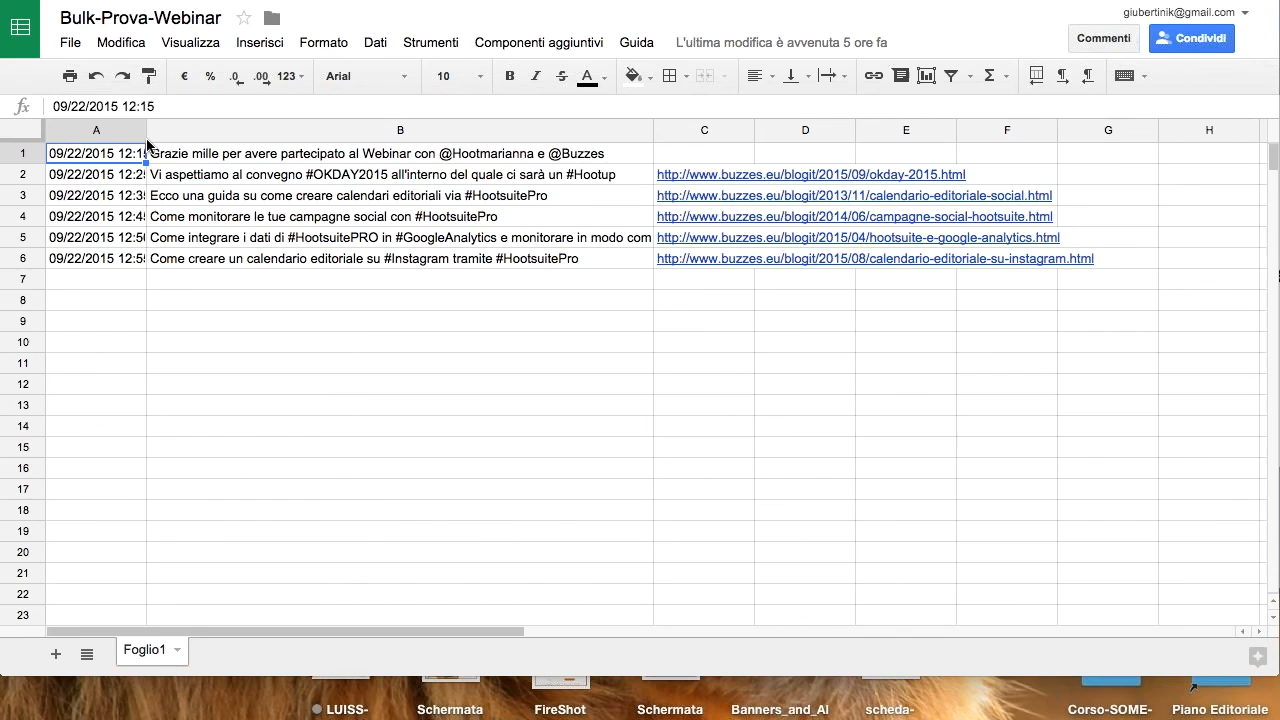 Bulk-Prova-Webinar
giubertinik@gmail.com
File Modifica Visualizza Inserisci Formato Dati Strumenti Componenti aggiuntivi Guida L'ultima modifica è avvenuta 5 ore fa
Commenti Condividi
€ % .0 .00 123 Arial 10 B I S A Σ
fx 09/22/2015 12:15
A B C D E F G H
1 09/22/2015 12:15 Grazie mille per avere partecipato al Webinar con @Hootmarianna e @Buzzes
2 09/22/2015 12:2 Vi aspettiamo al convegno #OKDAY2015 all'interno del quale ci sarà un #Hootup http://www.buzzes.eu/blogit/2015/09/okday-2015.html
3 09/22/2015 12:3 Ecco una guida su come creare calendari editoriali via #HootsuitePro http://www.buzzes.eu/blogit/2013/11/calendario-editoriale-social.html
4 09/22/2015 12:4 Come monitorare le tue campagne social con #HootsuitePro http://www.buzzes.eu/blogit/2014/06/campagne-social-hootsuite.html
5 09/22/2015 12:5 Come integrare i dati di #HootsuitePRO in #GoogleAnalytics e monitorare in modo com http://www.buzzes.eu/blogit/2015/04/hootsuite-e-google-analytics.html
6 09/22/2015 12:5 Come creare un calendario editoriale su #Instagram tramite #HootsuitePro http://www.buzzes.eu/blogit/2015/08/calendario-editoriale-su-instagram.html
7
8
9
10
11
12
13
14
15
16
17
18
19
20
21
22
23
Foglio1
LUISS- Schermata FireShot Schermata Banners_and_Al scheda- Corso-SOME- Piano Editoriale